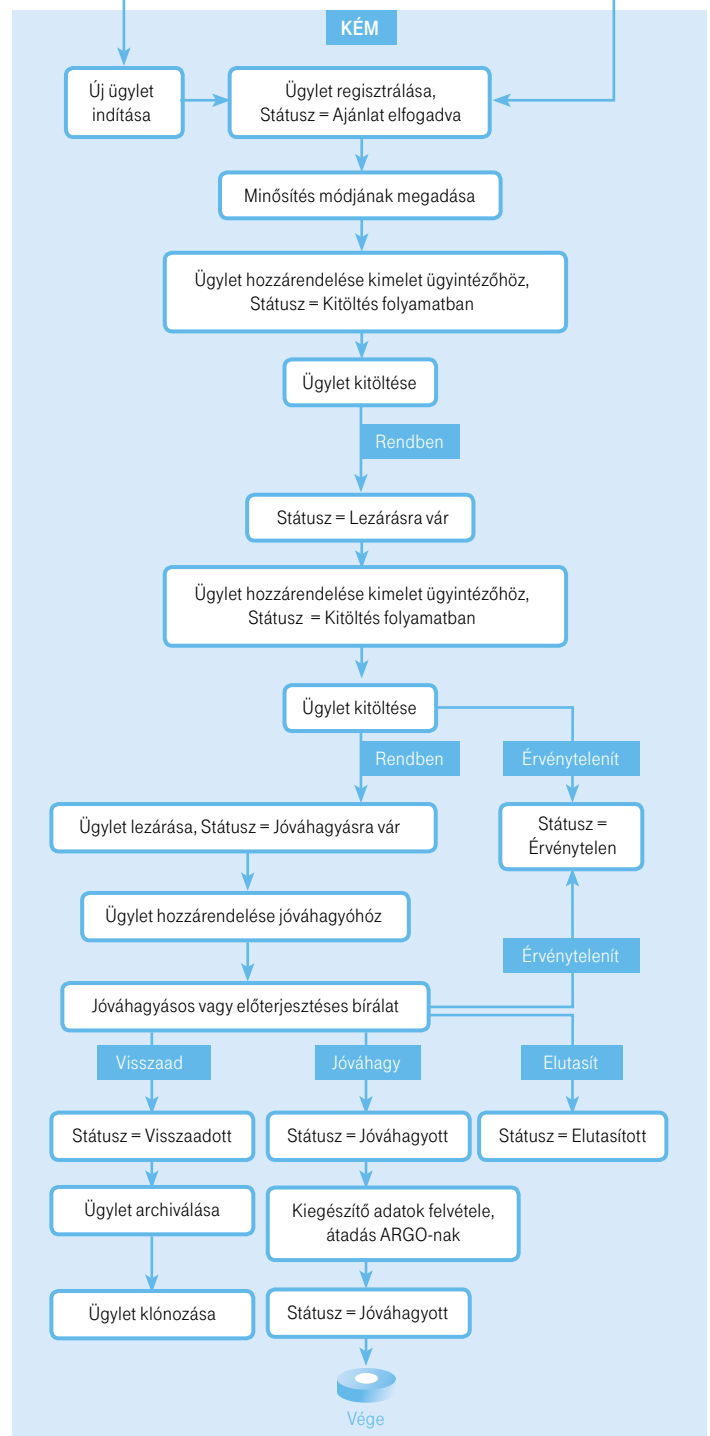 KÉM
Új ügylet
indítása
Ügylet regisztrálása,
Státusz = Ajánlat elfogadva
Minősítés módjának megadása
Ügylet hozzárendelése kimelet ügyintézőhöz,
Státusz = Kitöltés folyamatban
Ügylet kitöltése
Rendben
Státusz = Lezárásra vár
Ügylet hozzárendelése kimelet ügyintézőhöz,
Státusz = Kitöltés folyamatban
Ügylet kitöltése
Rendben
Érvénytelenít
Ügylet lezárása, Státusz = Jóváhagyásra vár
Státusz =
Érvénytelen
Ügylet hozzárendelése jóváhagyóhóz
Érvénytelenít
Jóváhagyásos vagy előterjesztéses bírálat
Visszaad
Jóváhagy
Elutasít
Státusz = Visszaadott
Státusz = Jóváhagyott
Státusz = Elutasított
Ügylet archiválása
Kiegészítő adatok felvétele,
átadás ARGO-nak
Ügylet klónozása
Státusz = Jóváhagyott
Vége